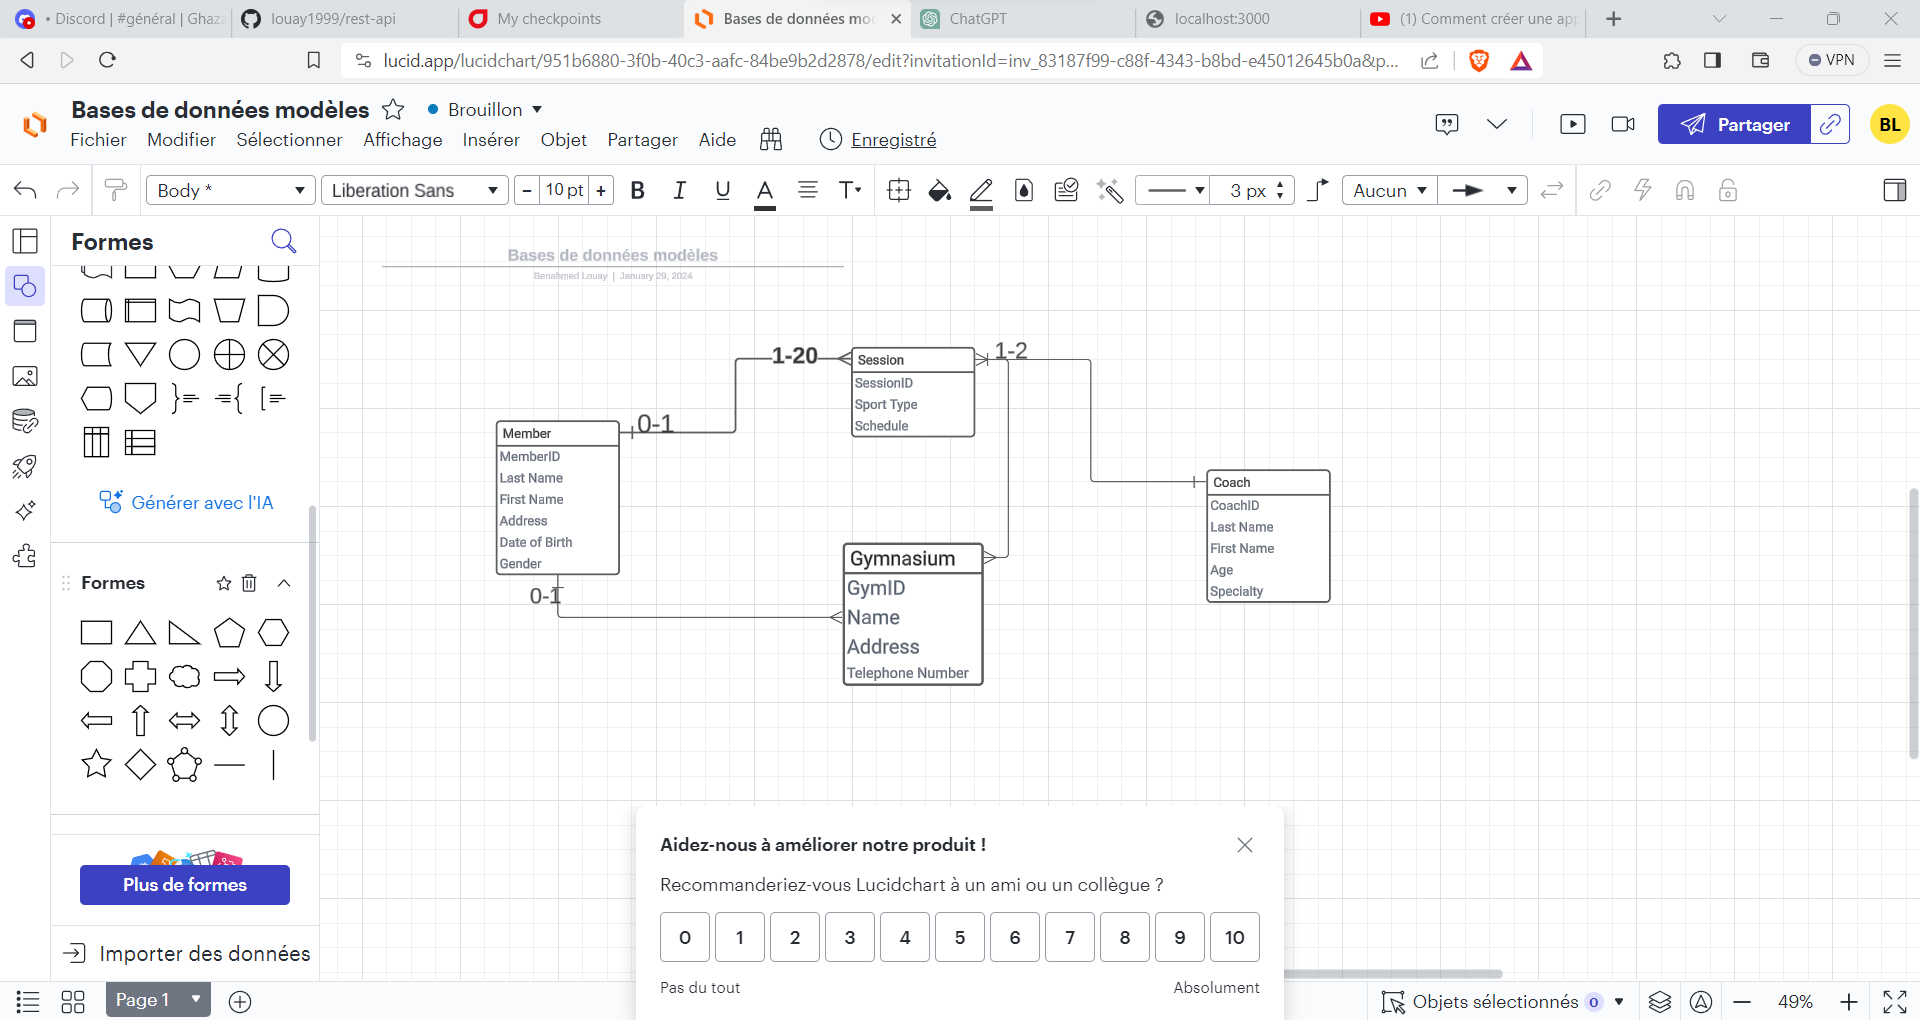 • Discord | #général | Ghaza
louay1999/rest-api
My checkpoints
Bases de données mo
ChatGPT
localhost:3000
(1) Comment créer une app
lucid.app/lucidchart/951b6880-3f0b-40c3-aafc-84be9b2d2878/edit?invitationId=inv_83187f99-c88f-4343-b8bd-e45012645b0a&p...
VPN
Bases de données modèles
Brouillon
Fichier Modifier Sélectionner Affichage Insérer Objet Partager Aide
Enregistré
Partager
BL
Body *
Liberation Sans
- 10 pt +
B I U A T
3 px
Aucun
Formes
Générer avec l'IA
Formes
Plus de formes
Importer des données
Bases de données modèles
Benahmed Louay | January 29, 2024
1-20
Session
SessionID
Sport Type
Schedule
1-2
0-1
Member
MemberID
Last Name
First Name
Address
Date of Birth
Gender
0-1
Gymnasium
GymID
Name
Address
Telephone Number
Coach
CoachID
Last Name
First Name
Age
Specialty
Aidez-nous à améliorer notre produit !
Recommanderiez-vous Lucidchart à un ami ou un collègue ?
0 1 2 3 4 5 6 7 8 9 10
Pas du tout
Absolument
Page 1
Objets sélectionnés 0
49%